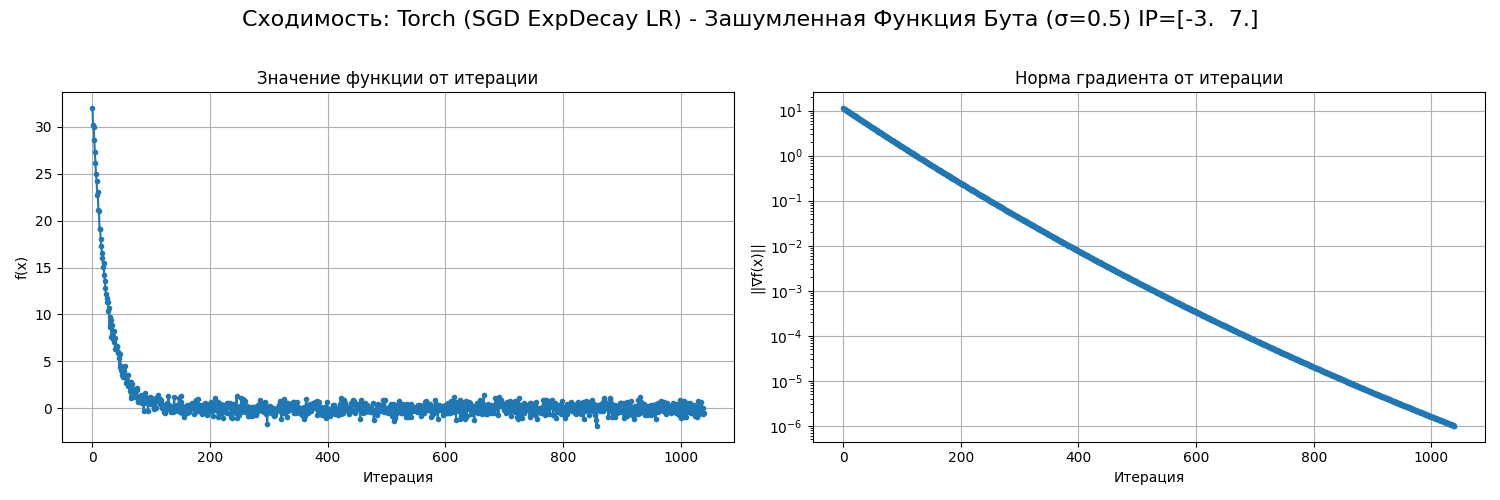 Сходимость: Torch (SGD ExpDecay LR) - Зашумленная Функция Бута (σ=0.5) IP=[-3.  7.]
Значение функции от итерации
f(x)
30
25
20
15
10
5
0
0 200 400 600 800 1000
Итерация
Норма градиента от итерации
||∇f(x)||
10¹
10⁰
10⁻¹
10⁻²
10⁻³
10⁻⁴
10⁻⁵
10⁻⁶
0 200 400 600 800 1000
Итерация